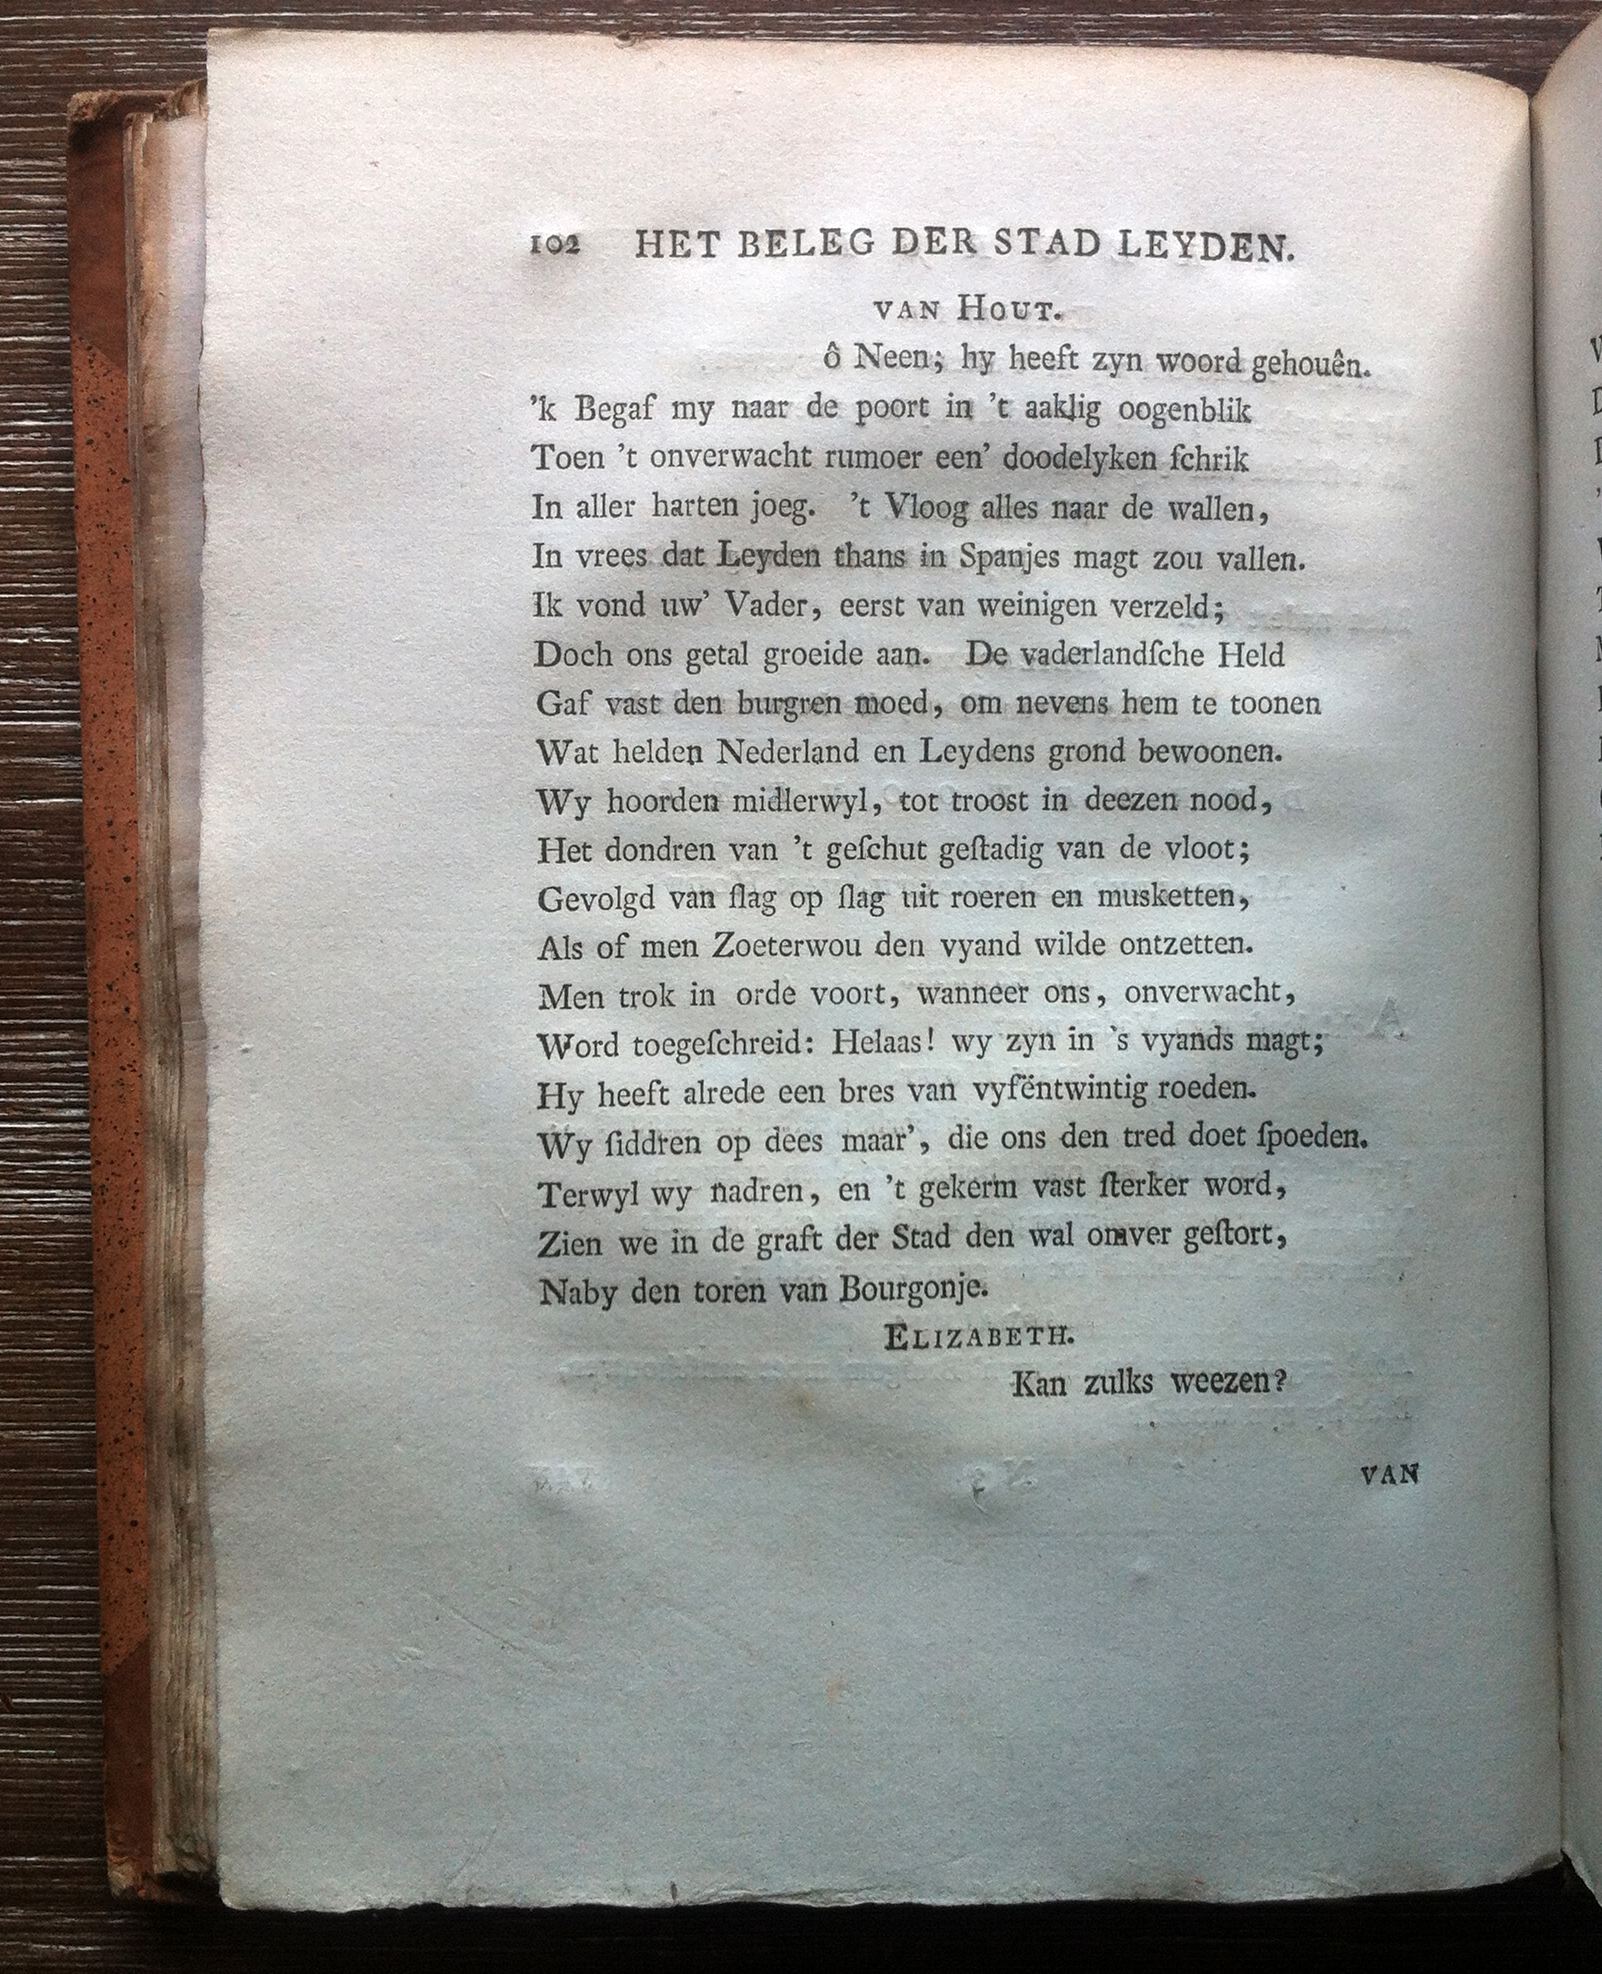 102 HET BELEG DER STAD LEYDEN.
VAN HOUT.
ô Neen; hy heeft zyn woord gehouên.
'k Begaf my naar de poort in 't aaklig oogenblik
Toen 't onverwacht rumoer een' doodelyken ſchrik
In aller harten joeg. 't Vloog alles naar de wallen,
In vrees dat Leyden thans in Spanjes magt zou vallen.
Ik vond uw' Vader, eerst van weinigen verzeld;
Doch ons getal groeide aan. De vaderlandſche Held
Gaf vast den burgren moed, om nevens hem te toonen
Wat helden Nederland en Leydens grond bewoonen.
Wy hoorden midlerwyl, tot troost in deezen nood,
Het dondren van 't geſchut geſtadig van de vloot;
Gevolgd van ſlag op ſlag uit roeren en musketten,
Als of men Zoeterwou den vyand wilde ontzetten.
Men trok in orde voort, wanneer ons, onverwacht,
Word toegeſchreid: Helaas! wy zyn in 's vyands magt;
Hy heeft alrede een bres van vyfëntwintig roeden.
Wy ſiddren op dees maar', die ons den tred doet ſpoeden.
Terwyl wy nadren, en 't gekerm vast ſterker word,
Zien we in de graft der Stad den wal omver geſtort,
Naby den toren van Bourgonje.
ELIZABETH.
Kan zulks weezen?
VAN